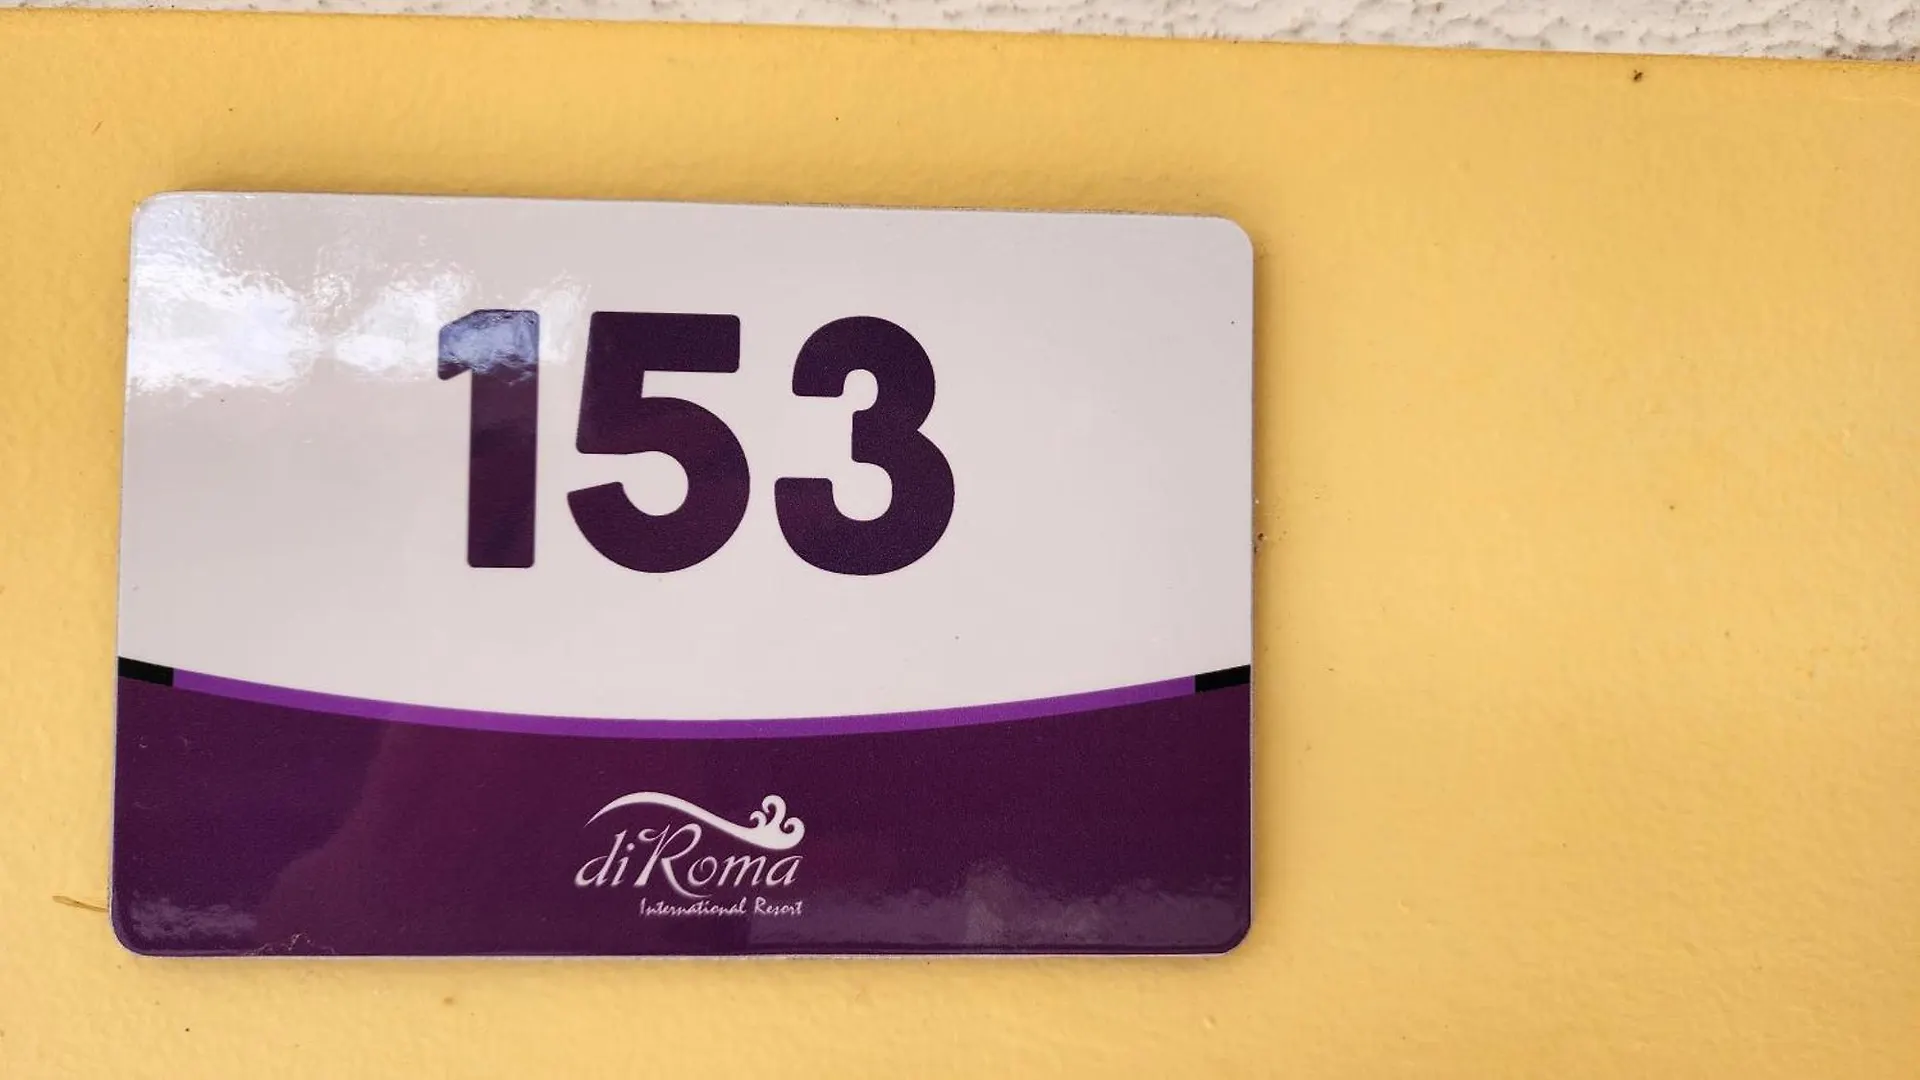 153
diRoma
International Resort